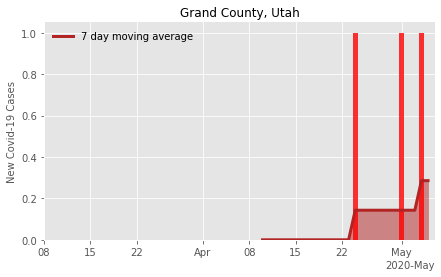 Grand County, Utah
7 day moving average
New Covid-19 Cases
1.0
0.8
0.6
0.4
0.2
0.0
08 15 22 Apr 08 15 22 May
2020-May